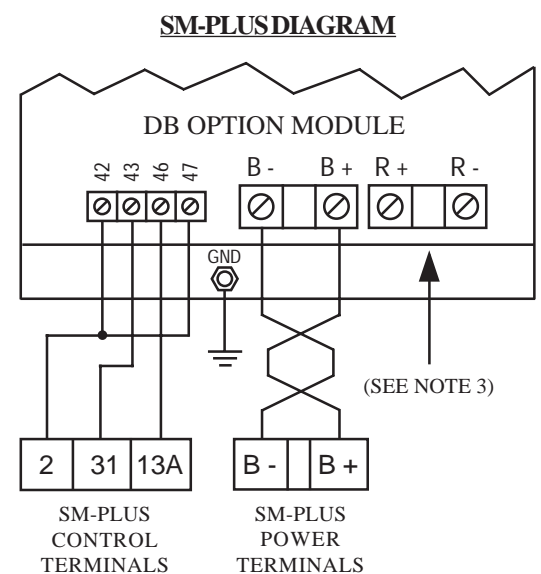 SM-PLUS DIAGRAM
DB OPTION MODULE
42 43 46 47
B - B + R + R -
GND
(SEE NOTE 3)
2 31 13A B - B +
SM-PLUS
CONTROL
TERMINALS
SM-PLUS
POWER
TERMINALS